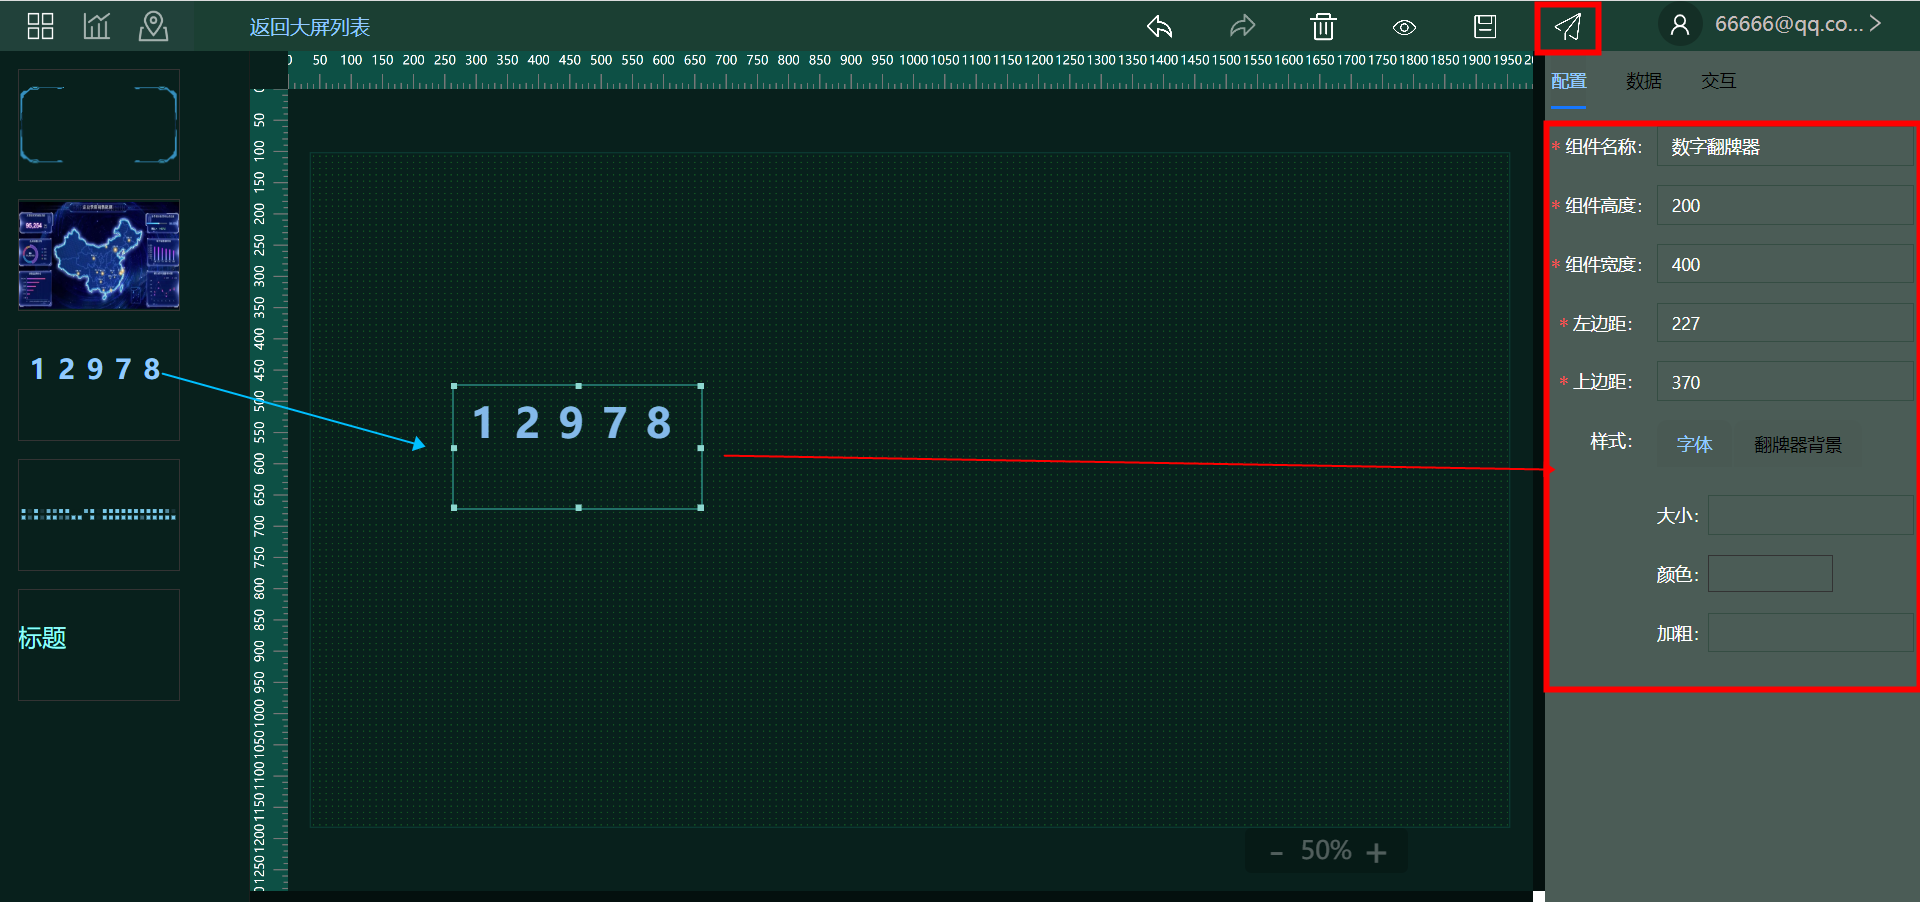 返回大屏列表
66666@qq.co...
0 50 100 150 200 250 300 350 400 450 500 550 600 650 700 750 800 850 900 950 1000 1050 1100 1150 1200 1250 1300 1350 1400 1450 1500 1550 1600 1650 1700 1750 1800 1850 1900 1950
配置 数据 交互
0 50 100 150 200 250 300 350 400 450 500 550 600 650 700 750 800 850 900 950 1000 1050 1100 1150 1200 1250
95,254
1 2 9 7 8
标题
1 2 9 7 8
- 50% +
* 组件名称: 数字翻牌器
* 组件高度: 200
* 组件宽度: 400
* 左边距: 227
* 上边距: 370
样式: 字体 翻牌器背景
大小:
颜色:
加粗: